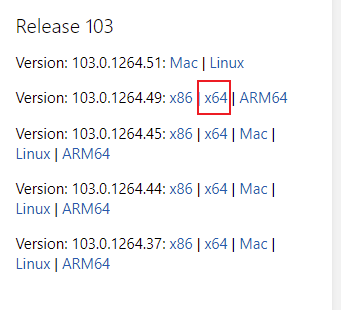 Release 103
Version: 103.0.1264.51: Mac | Linux
Version: 103.0.1264.49: x86 | x64 | ARM64
Version: 103.0.1264.45: x86 | x64 | Mac |
Linux | ARM64
Version: 103.0.1264.44: x86 | x64 | Mac |
Linux | ARM64
Version: 103.0.1264.37: x86 | x64 | Mac |
Linux | ARM64